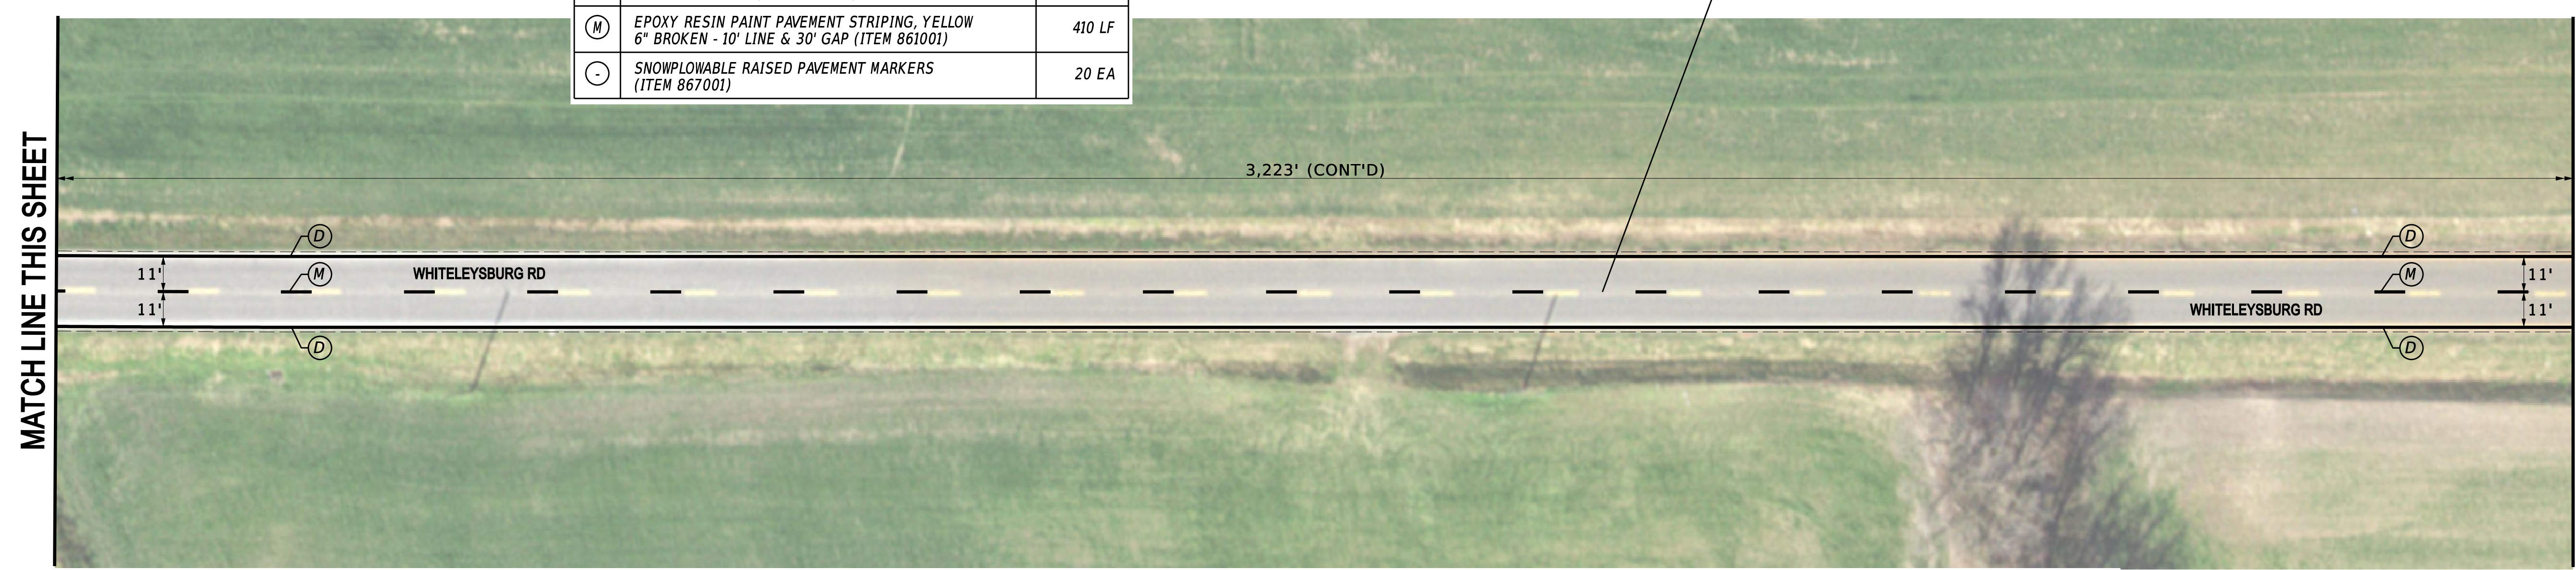 M
EPOXY RESIN PAINT PAVEMENT STRIPING, YELLOW
6" BROKEN - 10' LINE & 30' GAP (ITEM 861001)
410 LF
-
SNOWPLOWABLE RAISED PAVEMENT MARKERS
(ITEM 867001)
20 EA
MATCH LINE THIS SHEET
3,223' (CONT'D)
D
D
11'
M
WHITELEYSBURG RD
M
11'
11'
WHITELEYSBURG RD
11'
D
D